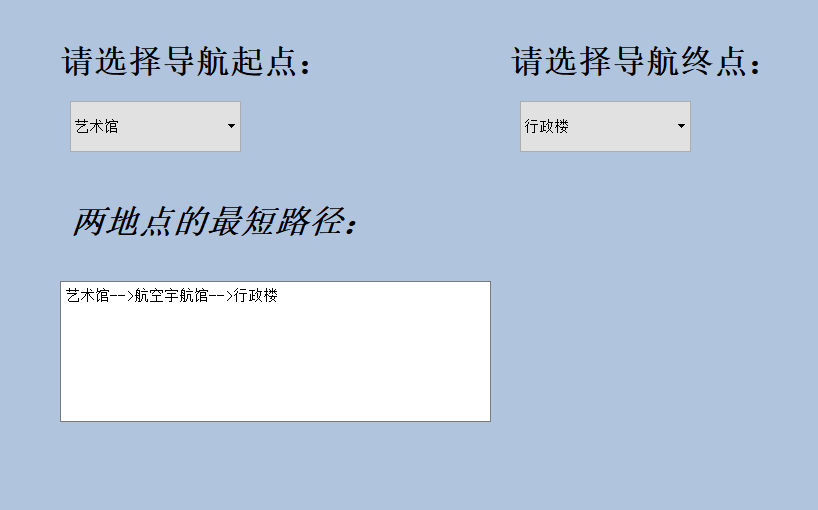 请选择导航起点：
请选择导航终点：
艺术馆
行政楼
两地点的最短路径：
艺术馆-->航空宇航馆-->行政楼